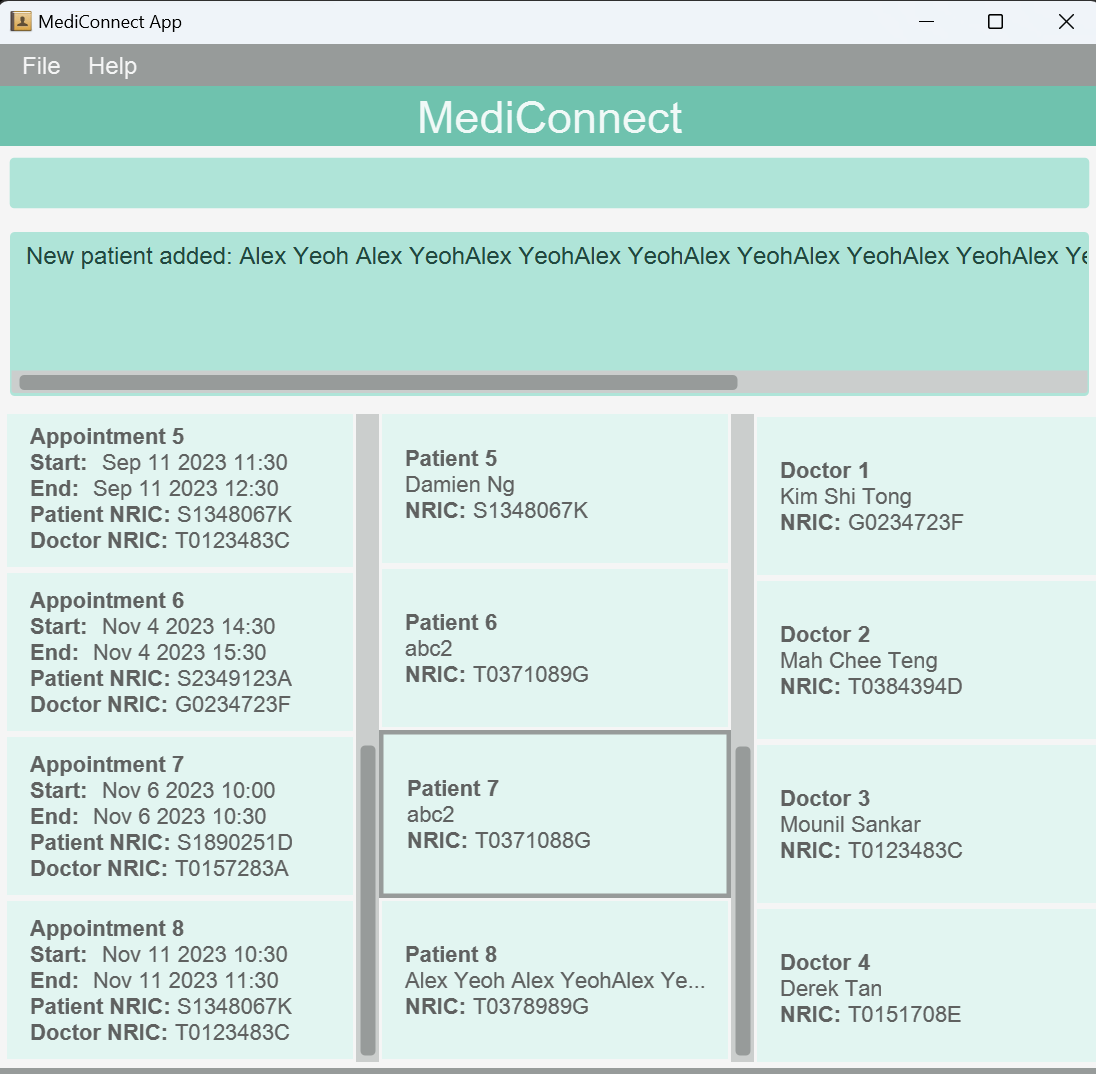 MediConnect App
File Help
MediConnect
New patient added: Alex Yeoh Alex YeohAlex YeohAlex YeohAlex YeohAlex YeohAlex YeohAlex Ye
Appointment 5
Start: Sep 11 2023 11:30
End: Sep 11 2023 12:30
Patient NRIC: S1348067K
Doctor NRIC: T0123483C
Appointment 6
Start: Nov 4 2023 14:30
End: Nov 4 2023 15:30
Patient NRIC: S2349123A
Doctor NRIC: G0234723F
Appointment 7
Start: Nov 6 2023 10:00
End: Nov 6 2023 10:30
Patient NRIC: S1890251D
Doctor NRIC: T0157283A
Appointment 8
Start: Nov 11 2023 10:30
End: Nov 11 2023 11:30
Patient NRIC: S1348067K
Doctor NRIC: T0123483C
Patient 5
Damien Ng
NRIC: S1348067K
Patient 6
abc2
NRIC: T0371089G
Patient 7
abc2
NRIC: T0371088G
Patient 8
Alex Yeoh Alex YeohAlex Ye...
NRIC: T0378989G
Doctor 1
Kim Shi Tong
NRIC: G0234723F
Doctor 2
Mah Chee Teng
NRIC: T0384394D
Doctor 3
Mounil Sankar
NRIC: T0123483C
Doctor 4
Derek Tan
NRIC: T0151708E